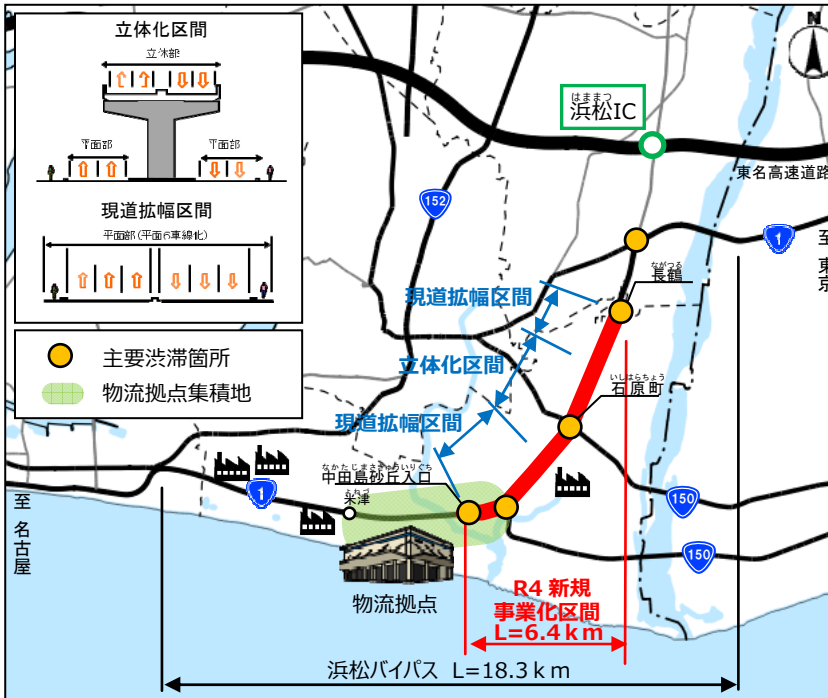 立体化区間
立体部
平面部
平面部
現道拡幅区間
平面部(平面6車線化)
主要渋滞箇所
物流拠点集積地
N
はままつ
浜松IC
東名高速道路
152
1
至 東京
ながつる
長鶴
現道拡幅区間
立体化区間
いしはらちょう
石原町
現道拡幅区間
なかたじまさきゅういりぐち
中田島砂丘入口
米津
1
至 名古屋
150
150
物流拠点
R4 新規
事業化区間
L=6.4km
浜松バイパス L=18.3km